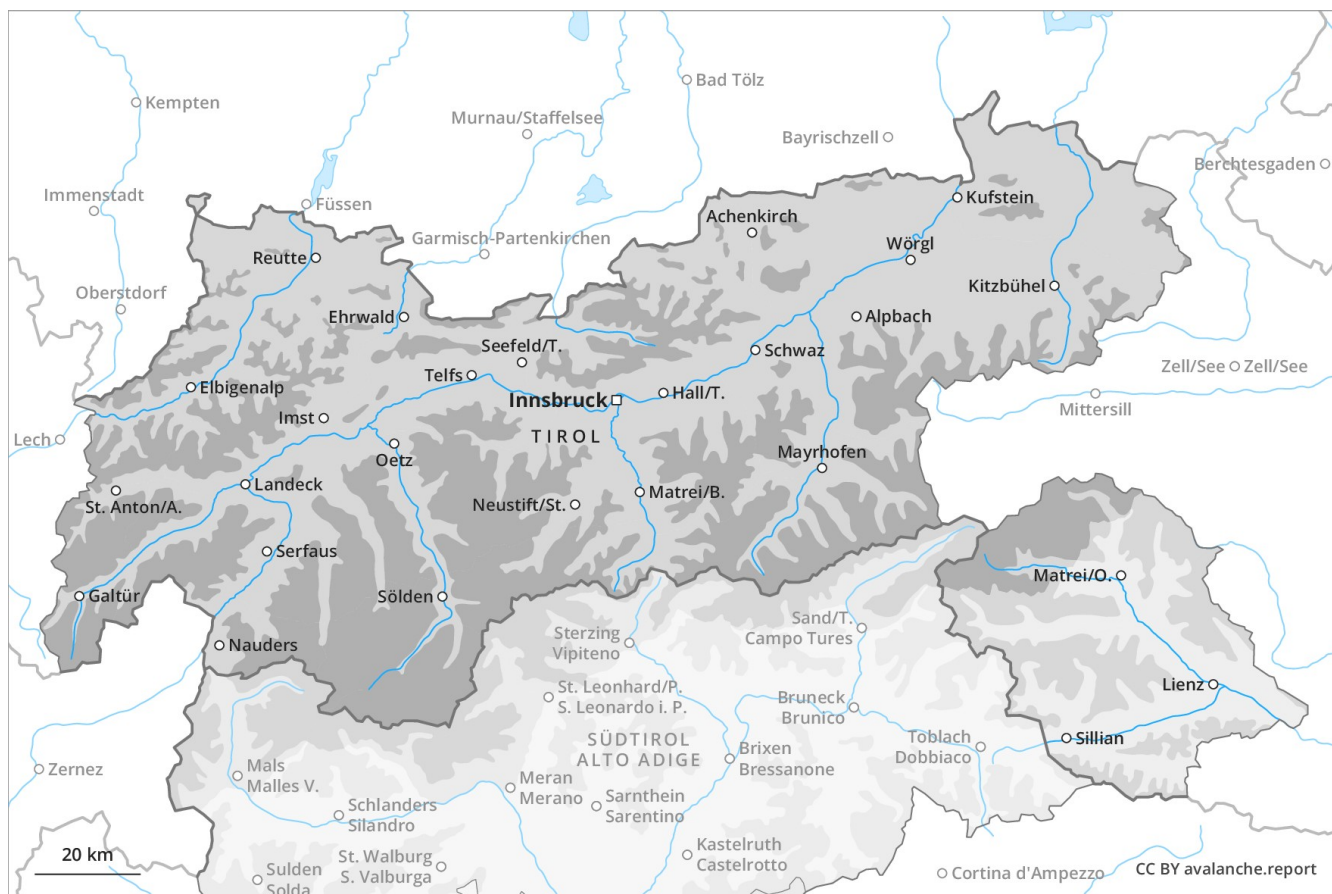 Kempten
Bad Tölz
Murnau/Staffelsee
Bayrischzell
Berchtesgaden
Immenstadt
Füssen
Kufstein
Achenkirch
Garmisch-Partenkirchen
Wörgl
Reutte
Oberstdorf
Kitzbühel
Ehrwald
Alpbach
Seefeld/T.
Schwaz
Telfs
Zell/See
Zell/See
Elbigenalp
Innsbruck
Hall/T.
Mittersill
Imst
Lech
TIROL
Oetz
Mayrhofen
Landeck
St. Anton/A.
Neustift/St.
Matrei/B.
Serfaus
Matrei/O.
Galtür
Sölden
Sand/T.
Campo Tures
Sterzing
Vipiteno
Nauders
Lienz
St. Leonhard/P.
S. Leonardo i. P.
Bruneck
Brunico
SÜDTIROL
ALTO ADIGE
Toblach
Dobbiaco
Sillian
Brixen
Bressanone
Zernez
Mals
Malles V.
Meran
Merano
Sarnthein
Sarentino
Schlanders
Silandro
Kastelruth
Castelrotto
20 km
St. Walburg
S. Valburga
Sulden
Solda
Cortina d'Ampezzo
CC BY avalanche.report